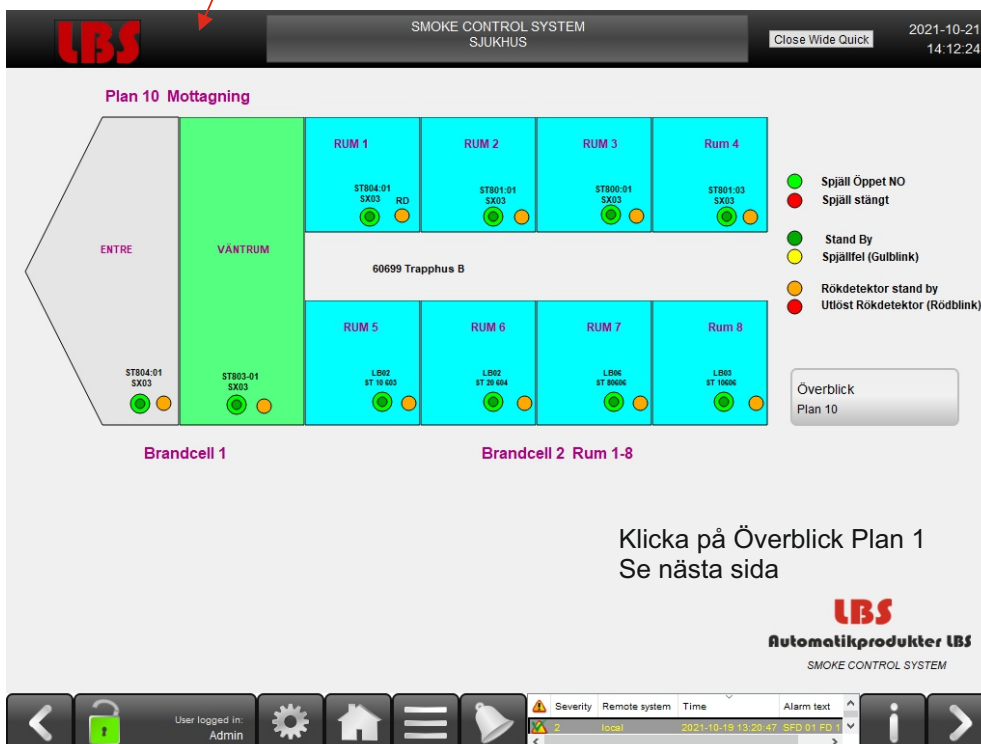 LBS
SMOKE CONTROL SYSTEM
SJUKHUS
Close Wide Quick
2021-10-21
14:12:24
Plan 10 Mottagning
RUM 1
RUM 2
RUM 3
Rum 4
ST804:01
SX03
RD
ST801:01
SX03
ST800:01
SX03
ST801:03
SX03
Spjäll Öppet NO
Spjäll stängt
Stand By
Spjällfel (Gulblink)
Rökdetektor stand by
Utlöst Rökdetektor (Rödblink)
ENTRE
VÄNTRUM
60699 Trapphus B
RUM 5
RUM 6
RUM 7
Rum 8
ST804:01
SX03
ST803-01
SX03
LB02
ST 10 603
LB02
ST 20 604
LB06
ST 80606
LB03
ST 10606
Överblick
Plan 10
Brandcell 1
Brandcell 2 Rum 1-8
Klicka på Överblick Plan 1
Se nästa sida
LBS
Automatikprodukter LBS
SMOKE CONTROL SYSTEM
User logged in:
Admin
Severity Remote system Time Alarm text
2 local 2021-10-19 13:20:47 SFD 01 FD 1